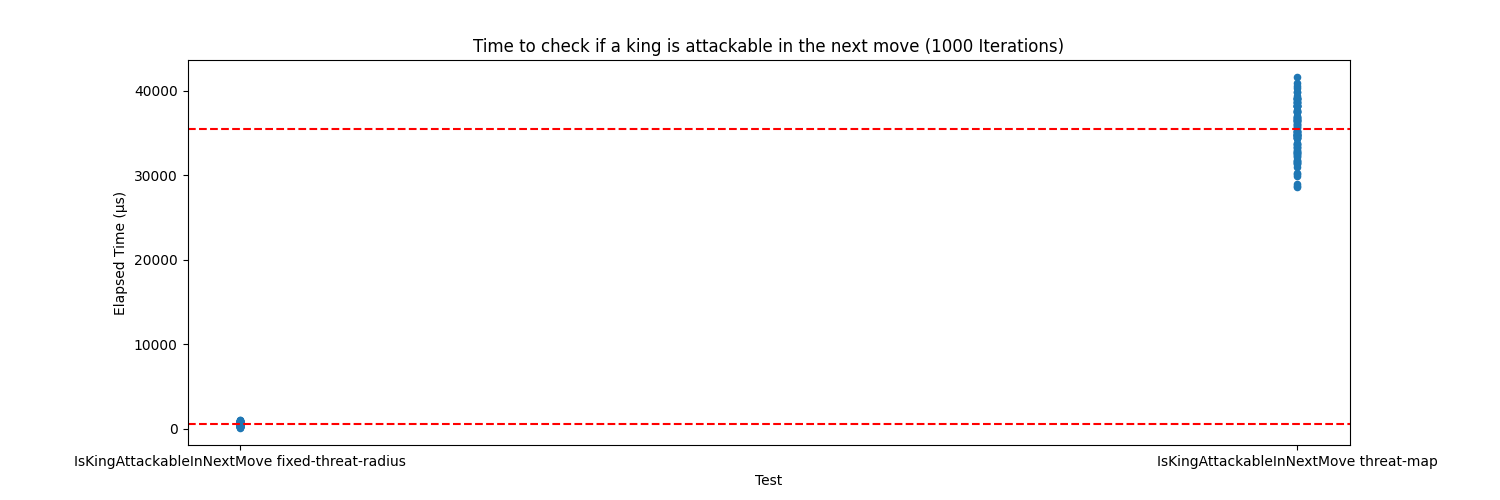 Time to check if a king is attackable in the next move (1000 Iterations)
40000
30000
20000
10000
0
Elapsed Time (µs)
IsKingAttackableInNextMove fixed-threat-radius
IsKingAttackableInNextMove threat-map
Test